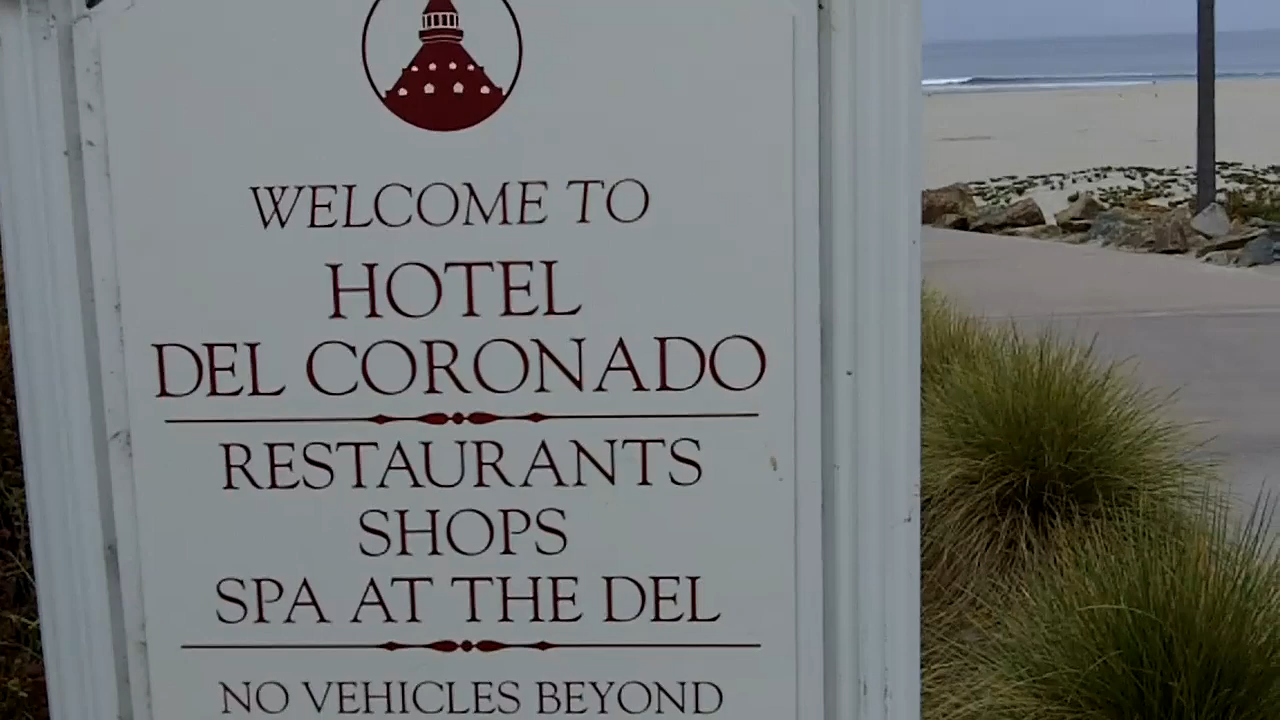 WELCOME TO
HOTEL
DEL CORONADO
RESTAURANTS
SHOPS
SPA AT THE DEL
NO VEHICLES BEYOND